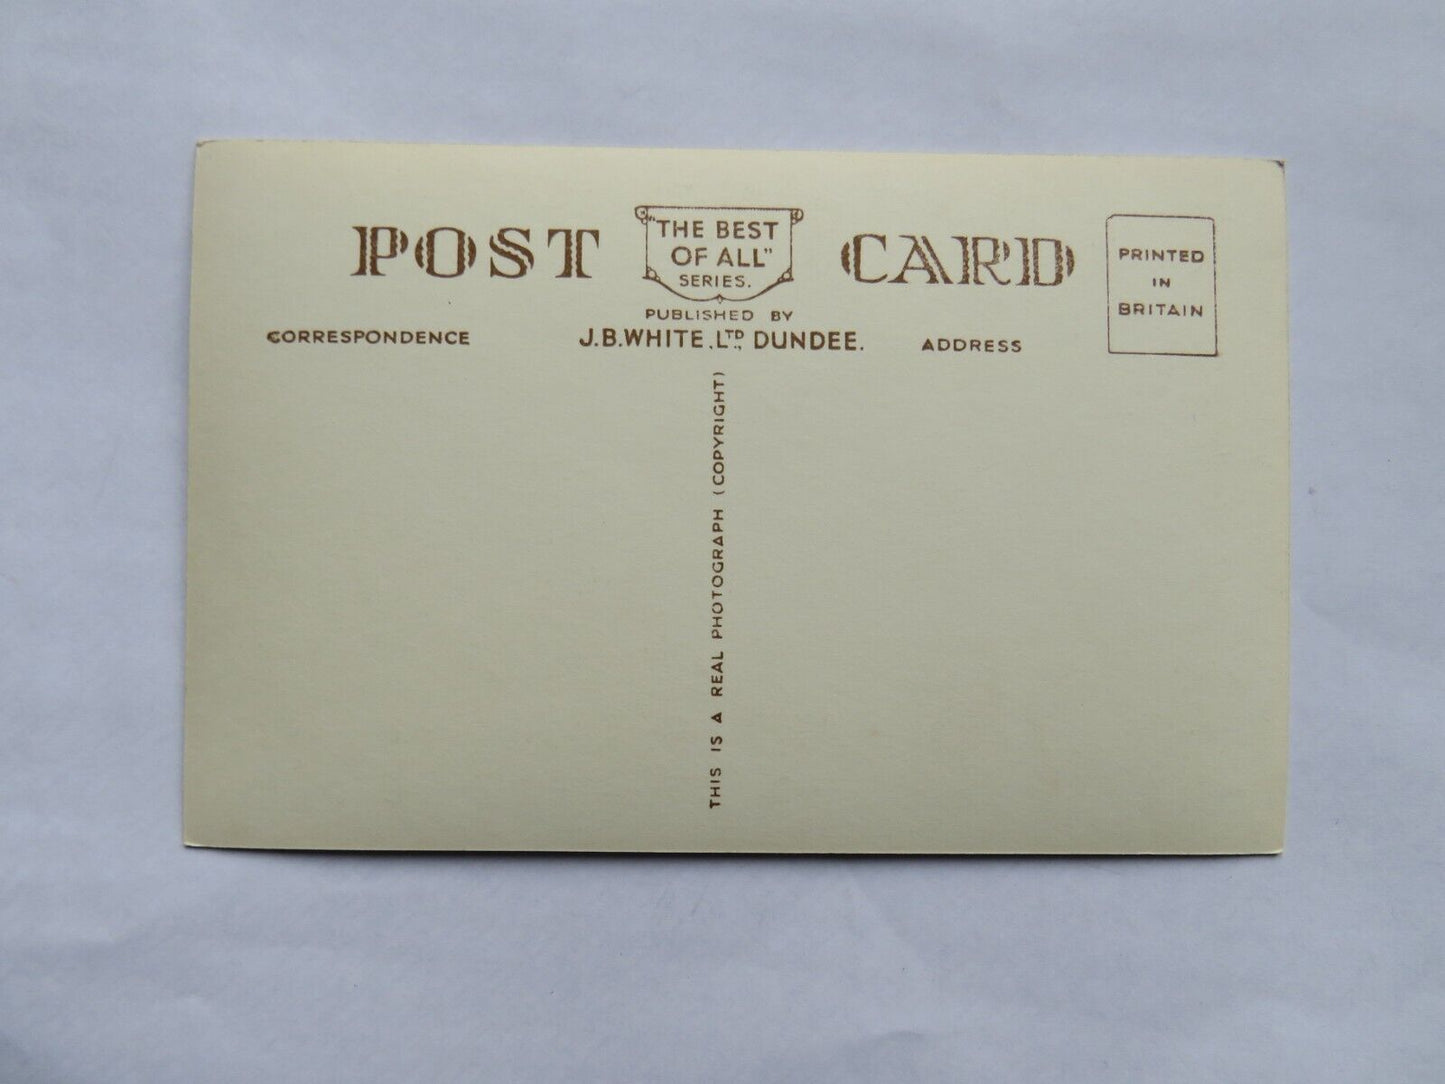 POST CARD
"THE BEST
OF ALL"
SERIES.
PUBLISHED BY
J.B.WHITE, LTD., DUNDEE.
PRINTED
IN
BRITAIN
CORRESPONDENCE
ADDRESS
THIS IS A REAL PHOTOGRAPH (COPYRIGHT)